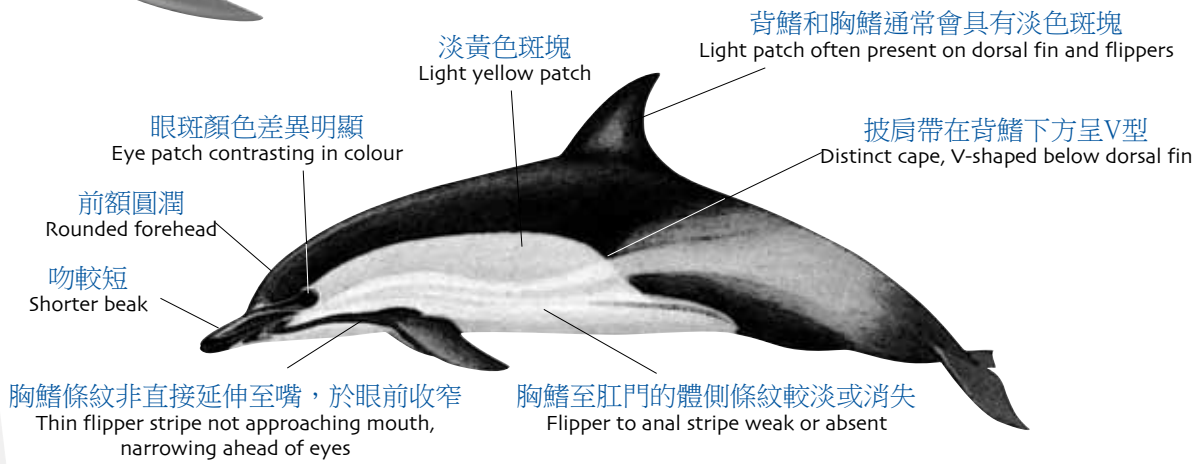 背鰭和胸鰭通常會具有淡色斑塊
Light patch often present on dorsal fin and flippers
淡黃色斑塊
Light yellow patch
眼斑顏色差異明顯
Eye patch contrasting in colour
披肩帶在背鰭下方呈V型
Distinct cape, V-shaped below dorsal fin
前額圓潤
Rounded forehead
吻較短
Shorter beak
胸鰭條紋非直接延伸至嘴，於眼前收窄
Thin flipper stripe not approaching mouth,
narrowing ahead of eyes
胸鰭至肛門的體側條紋較淡或消失
Flipper to anal stripe weak or absent